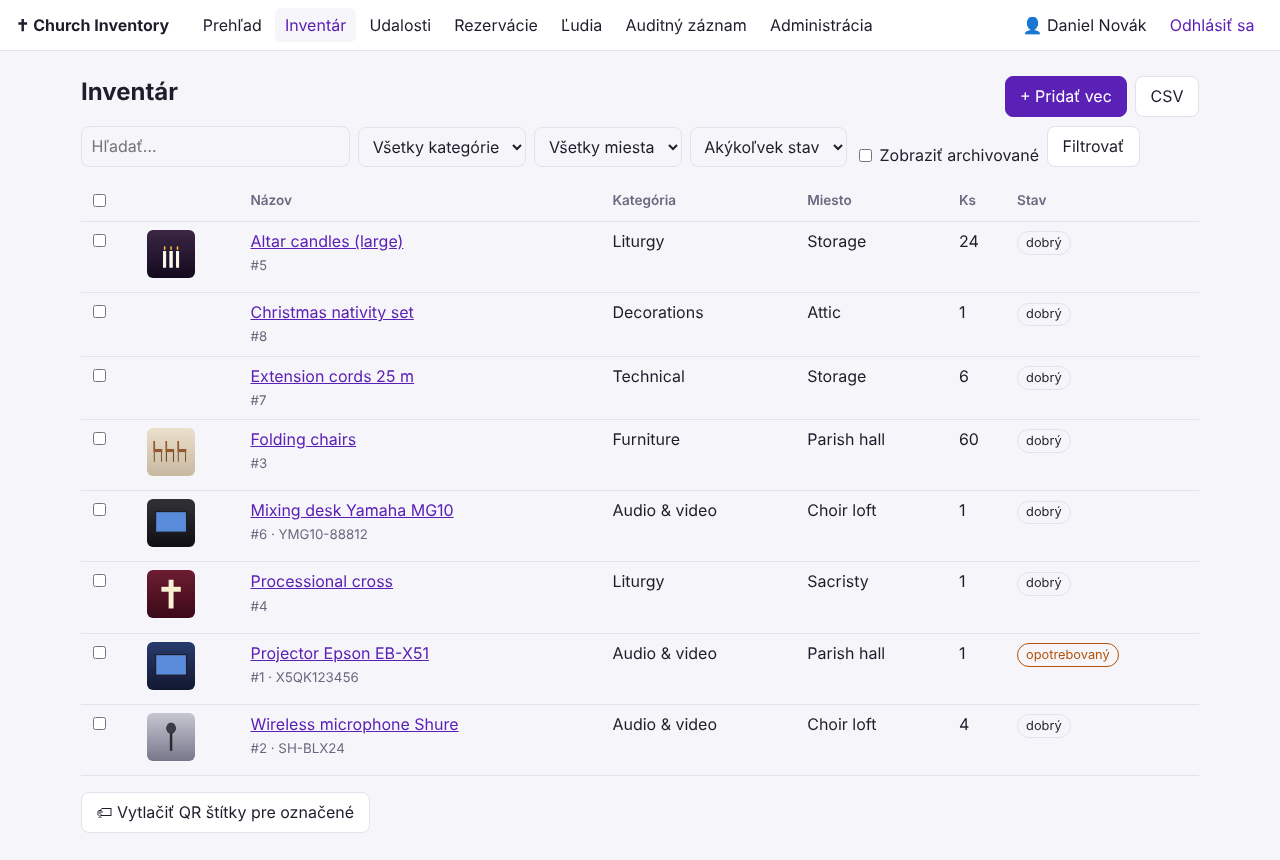 ✝ Church Inventory Prehľad Inventár Udalosti Rezervácie Ľudia Auditný záznam Administrácia 👤 Daniel Novák Odhlásiť sa
Inventár + Pridať vec CSV
Hľadať... Všetky kategórie Všetky miesta Akýkoľvek stav Zobraziť archivované Filtrovať
Názov Kategória Miesto Ks Stav
Altar candles (large) Liturgy Storage 24 dobrý
#5
Christmas nativity set Decorations Attic 1 dobrý
#8
Extension cords 25 m Technical Storage 6 dobrý
#7
Folding chairs Furniture Parish hall 60 dobrý
#3
Mixing desk Yamaha MG10 Audio & video Choir loft 1 dobrý
#6 · YMG10-88812
Processional cross Liturgy Sacristy 1 dobrý
#4
Projector Epson EB-X51 Audio & video Parish hall 1 opotrebovaný
#1 · X5QK123456
Wireless microphone Shure Audio & video Choir loft 4 dobrý
#2 · SH-BLX24
🏷 Vytlačiť QR štítky pre označené